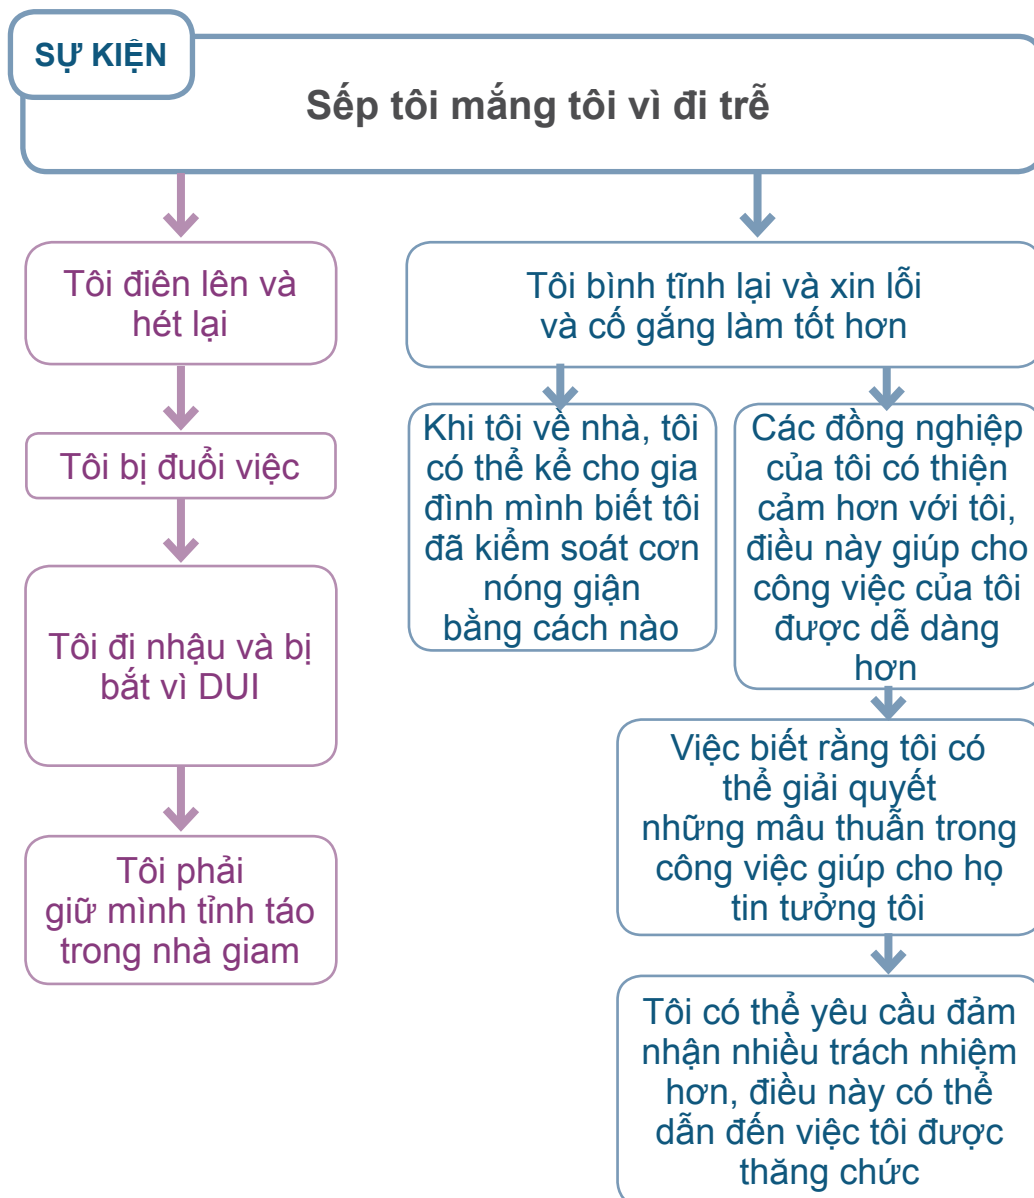 SỰ KIỆN
Sếp tôi mắng tôi vì đi trễ
Tôi điên lên và
hét lại
Tôi bị đuổi việc
Tôi đi nhậu và bị
bắt vì DUI
Tôi phải
giữ mình tỉnh táo
trong nhà giam
Tôi bình tĩnh lại và xin lỗi
và cố gắng làm tốt hơn
Khi tôi về nhà, tôi
có thể kể cho gia
đình mình biết tôi
đã kiểm soát cơn
nóng giận
bằng cách nào
Các đồng nghiệp
của tôi có thiện
cảm hơn với tôi,
điều này giúp cho
công việc của tôi
được dễ dàng
hơn
Việc biết rằng tôi có
thể giải quyết
những mâu thuẫn trong
công việc giúp cho họ
tin tưởng tôi
Tôi có thể yêu cầu đảm
nhận nhiều trách nhiệm
hơn, điều này có thể
dẫn đến việc tôi được
thăng chức